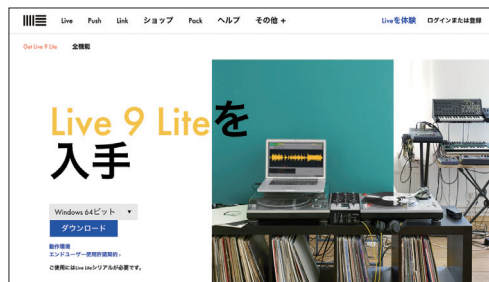 Live Push Link ショップ Pack ヘルプ その他 + Liveを体験 ログインまたは登録
Get Live 9 Lite 全機能
Live 9 Liteを
入手
Windows 64ビット ▼
ダウンロード
動作環境
エンドユーザー使用許諾契約 ›
ご使用にはLive Liteシリアルが必要です。